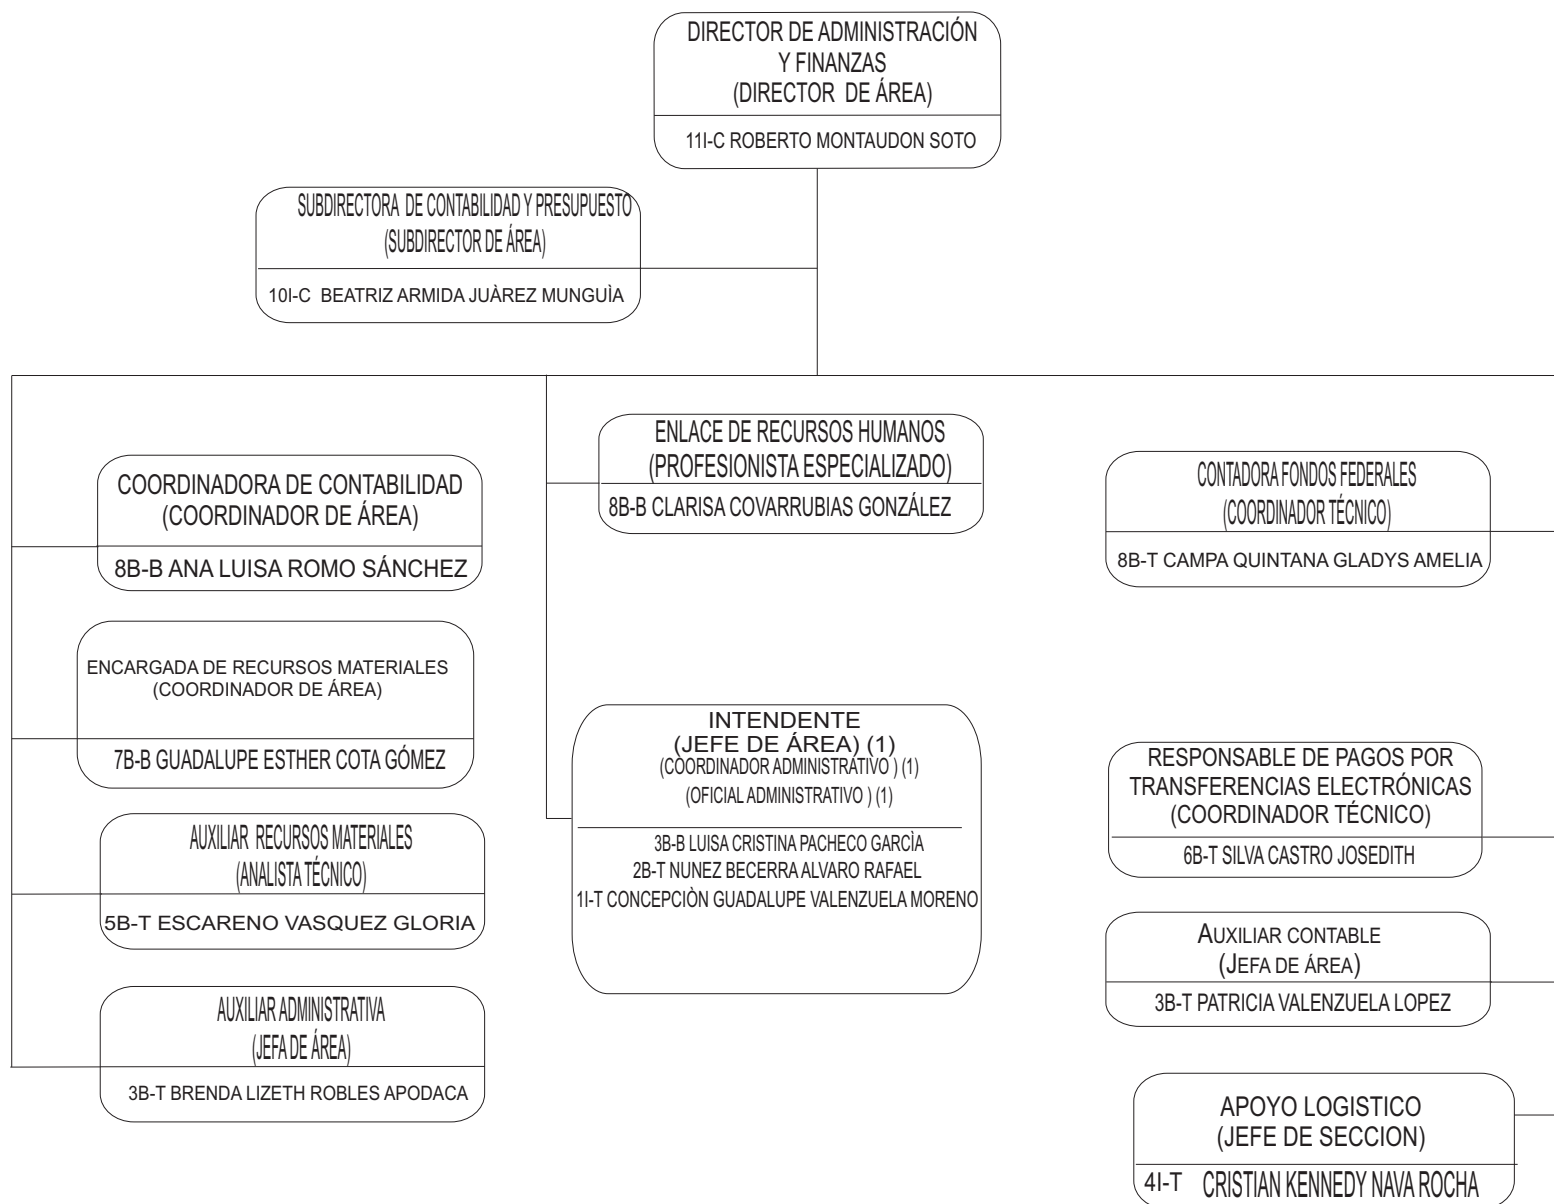 DIRECTOR DE ADMINISTRACIÓN
Y FINANZAS
(DIRECTOR DE ÁREA)
11I-C ROBERTO MONTAUDON SOTO
SUBDIRECTORA DE CONTABILIDAD Y PRESUPUESTO
(SUBDIRECTOR DE ÁREA)
10I-C BEATRIZ ARMIDA JUÀREZ MUNGUÌA
COORDINADORA DE CONTABILIDAD
(COORDINADOR DE ÁREA)
8B-B ANA LUISA ROMO SÁNCHEZ
ENCARGADA DE RECURSOS MATERIALES
(COORDINADOR DE ÁREA)
7B-B GUADALUPE ESTHER COTA GÓMEZ
AUXILIAR RECURSOS MATERIALES
(ANALISTA TÉCNICO)
5B-T ESCARENO VASQUEZ GLORIA
AUXILIAR ADMINISTRATIVA
(JEFA DE ÁREA)
3B-T BRENDA LIZETH ROBLES APODACA
ENLACE DE RECURSOS HUMANOS
(PROFESIONISTA ESPECIALIZADO)
8B-B CLARISA COVARRUBIAS GONZÁLEZ
INTENDENTE
(JEFE DE ÁREA) (1)
(COORDINADOR ADMINISTRATIVO ) (1)
(OFICIAL ADMINISTRATIVO ) (1)
3B-B LUISA CRISTINA PACHECO GARCÌA
2B-T NUNEZ BECERRA ALVARO RAFAEL
1I-T CONCEPCIÒN GUADALUPE VALENZUELA MORENO
CONTADORA FONDOS FEDERALES
(COORDINADOR TÉCNICO)
8B-T CAMPA QUINTANA GLADYS AMELIA
RESPONSABLE DE PAGOS POR
TRANSFERENCIAS ELECTRÓNICAS
(COORDINADOR TÉCNICO)
6B-T SILVA CASTRO JOSEDITH
AUXILIAR CONTABLE
(JEFA DE ÁREA)
3B-T PATRICIA VALENZUELA LOPEZ
APOYO LOGISTICO
(JEFE DE SECCION)
4I-T CRISTIAN KENNEDY NAVA ROCHA